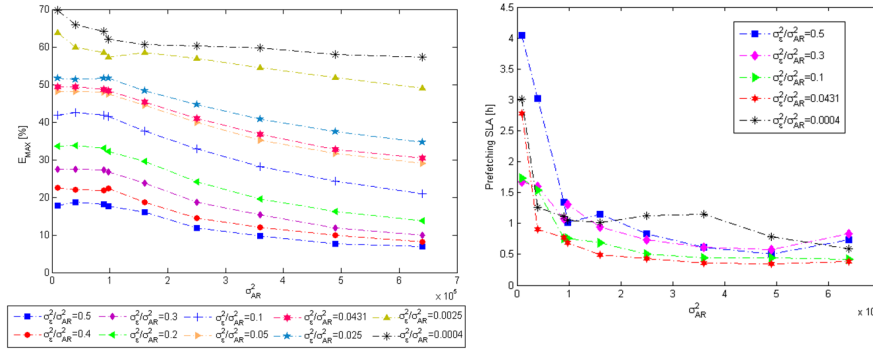 70
60
50
40
30
20
10
0
E_MAX [%]
0 1 2 3 4 5 6 7
σ²_AR
x 10⁵
σ²_ε/σ²_AR=0.5 σ²_ε/σ²_AR=0.3 σ²_ε/σ²_AR=0.1 σ²_ε/σ²_AR=0.0431 σ²_ε/σ²_AR=0.0025
σ²_ε/σ²_AR=0.4 σ²_ε/σ²_AR=0.2 σ²_ε/σ²_AR=0.05 σ²_ε/σ²_AR=0.025 σ²_ε/σ²_AR=0.0004
4.5
4
3.5
3
2.5
2
1.5
1
0.5
0
Prefetching SLA [h]
σ²_ε/σ²_AR=0.5
σ²_ε/σ²_AR=0.3
σ²_ε/σ²_AR=0.1
σ²_ε/σ²_AR=0.0431
σ²_ε/σ²_AR=0.0004
0 1 2 3 4 5 6
σ²_AR
x 10